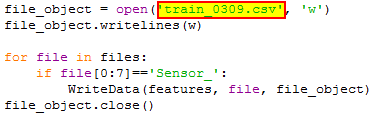 file_object = open('train_0309.csv', 'w')
file_object.writelines(w)
for file in files:
if file[0:7]=='Sensor_':
WriteData(features, file, file_object)
file_object.close()